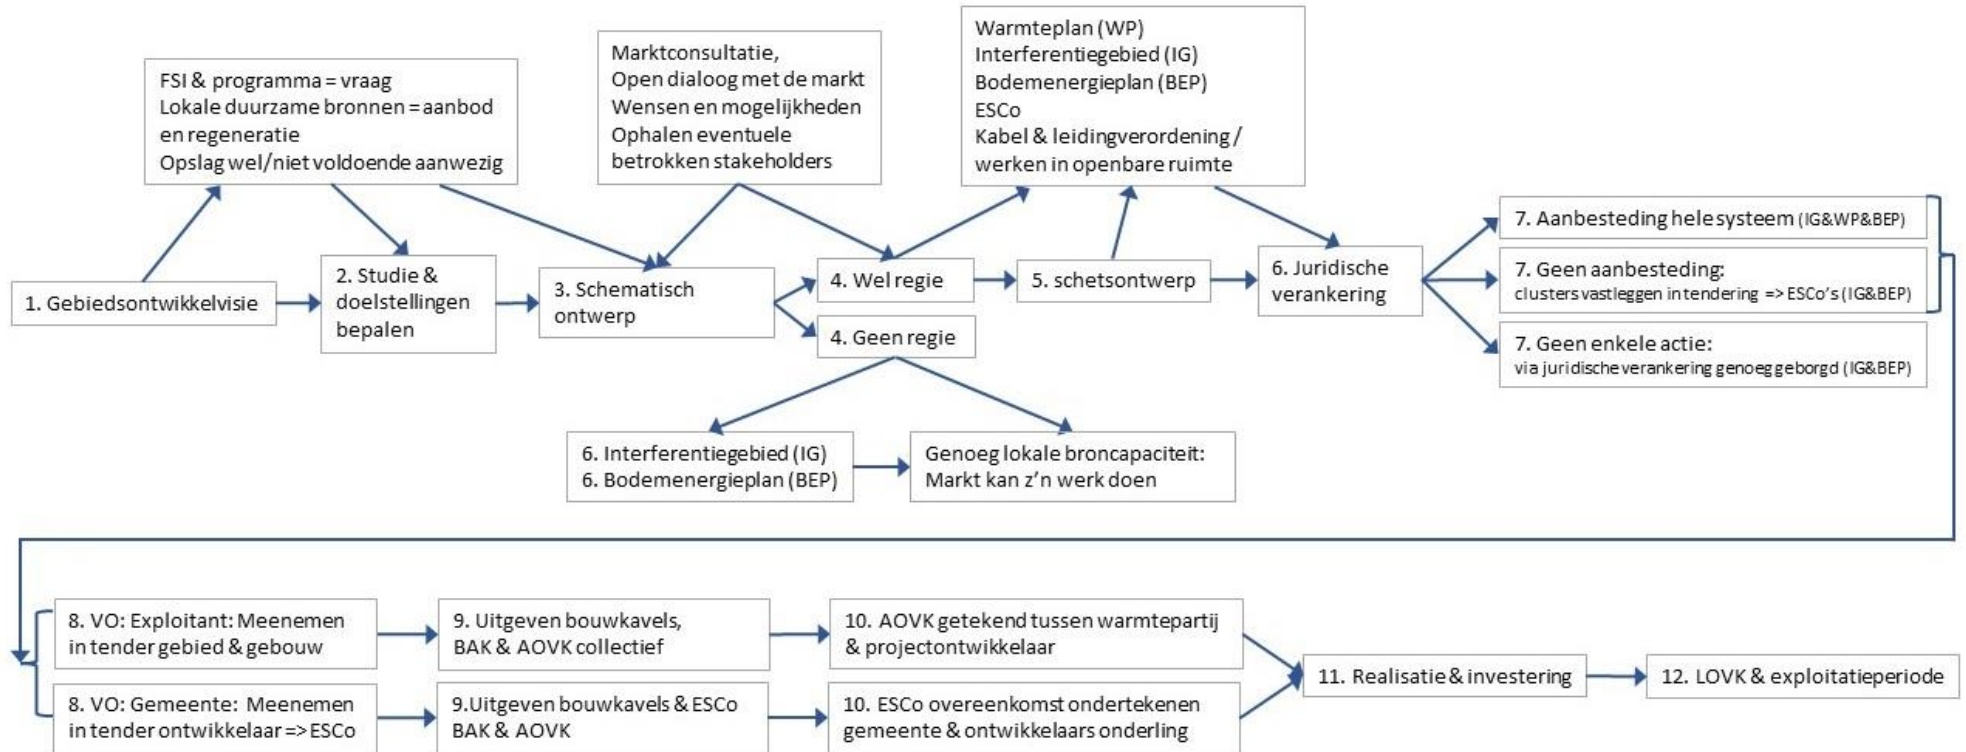 FSI & programma = vraag
Lokale duurzame bronnen = aanbod
en regeneratie
Opslag wel/niet voldoende aanwezig
Marktconsultatie,
Open dialoog met de markt
Wensen en mogelijkheden
Ophalen eventuele
betrokken stakeholders
Warmteplan (WP)
Interferentiegebied (IG)
Bodemenergieplan (BEP)
ESCo
Kabel & leidingverordening /
werken in openbare ruimte
1. Gebiedsontwikkelvisie
2. Studie &
doelstellingen
bepalen
3. Schematisch
ontwerp
4. Wel regie
4. Geen regie
5. schetsontwerp
6. Juridische
verankering
7. Aanbesteding hele systeem (IG&WP&BEP)
7. Geen aanbesteding:
clusters vastleggen in tendering => ESCo's (IG&BEP)
7. Geen enkele actie:
via juridische verankering genoeg geborgd (IG&BEP)
6. Interferentiegebied (IG)
6. Bodemenergieplan (BEP)
Genoeg lokale broncapaciteit:
Markt kan z'n werk doen
8. VO: Exploitant: Meenemen
in tender gebied & gebouw
9. Uitgeven bouwkavels,
BAK & AOVK collectief
10. AOVK getekend tussen warmtepartij
& projectontwikkelaar
8. VO: Gemeente: Meenemen
in tender ontwikkelaar => ESCo
9.Uitgeven bouwkavels & ESCo
BAK & AOVK
10. ESCo overeenkomst ondertekenen
gemeente & ontwikkelaars onderling
11. Realisatie & investering
12. LOVK & exploitatieperiode